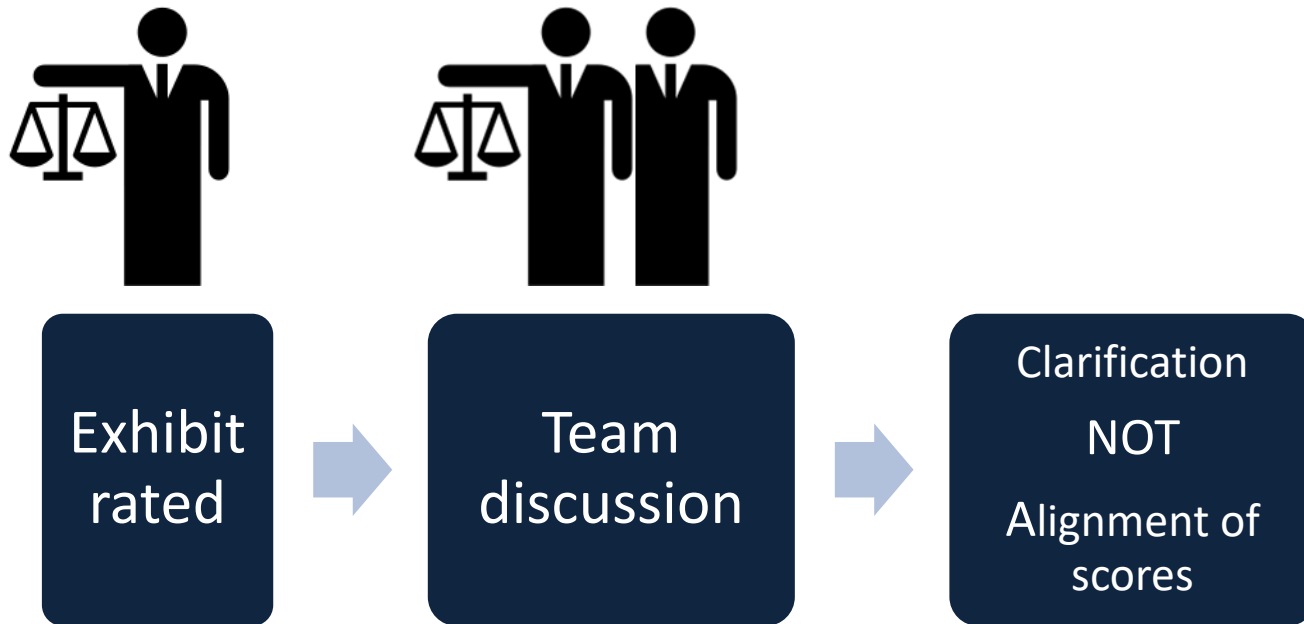 Exhibit
rated
Team
discussion
Clarification
NOT
Alignment of
scores